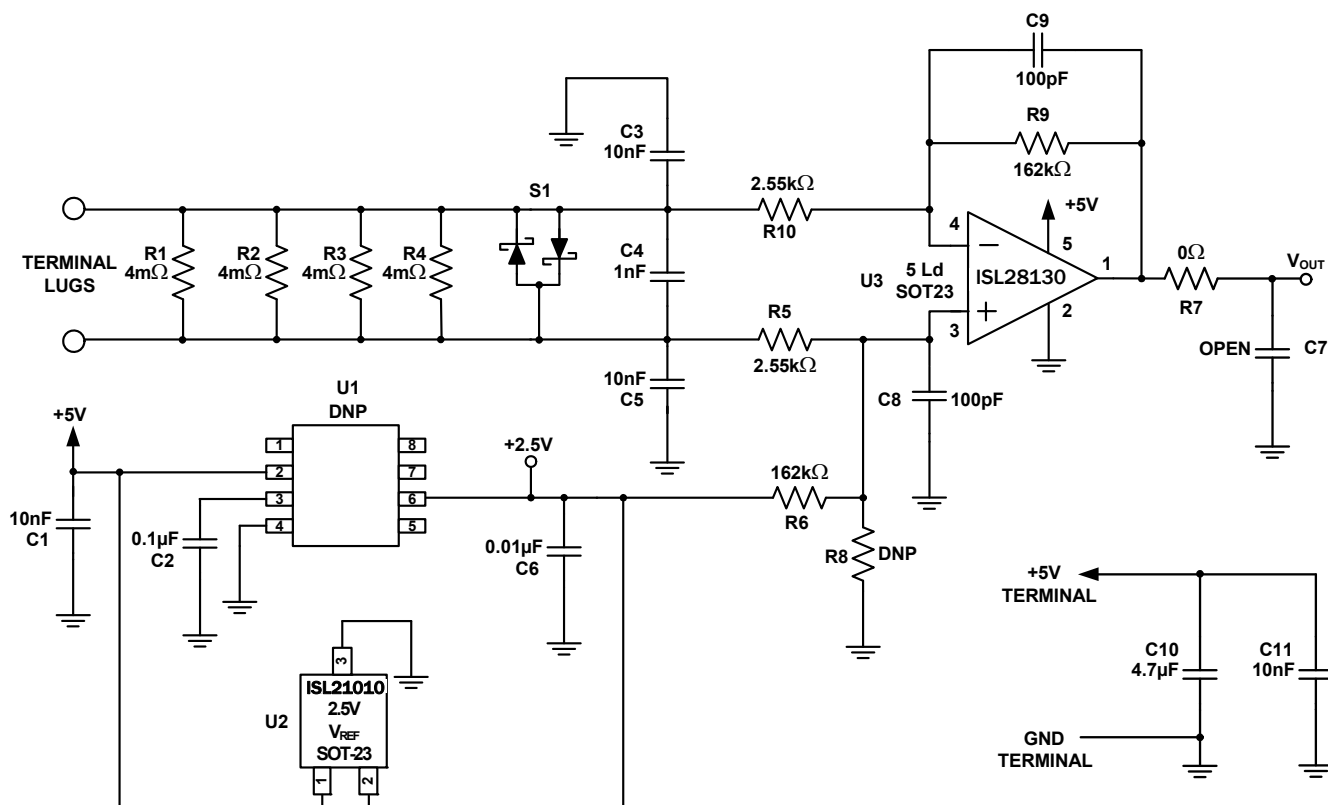 C9
100pF
R9
162kΩ
C3
10nF
S1
2.55kΩ
R10
+5V
TERMINAL
LUGS
R1
4mΩ
R2
4mΩ
R3
4mΩ
R4
4mΩ
C4
1nF
4
5
U3
5 Ld
SOT23
ISL28130
1
0Ω
R7
VOUT
R5
2.55kΩ
3
2
OPEN
C7
10nF
C5
C8
100pF
U1
DNP
+5V
1
2
3
4
8
7
6
5
+2.5V
162kΩ
R6
10nF
C1
0.1µF
C2
0.01µF
C6
R8
DNP
+5V
TERMINAL
C10
4.7µF
C11
10nF
GND
TERMINAL
3
U2
ISL21010
2.5V
VREF
SOT-23
1
2